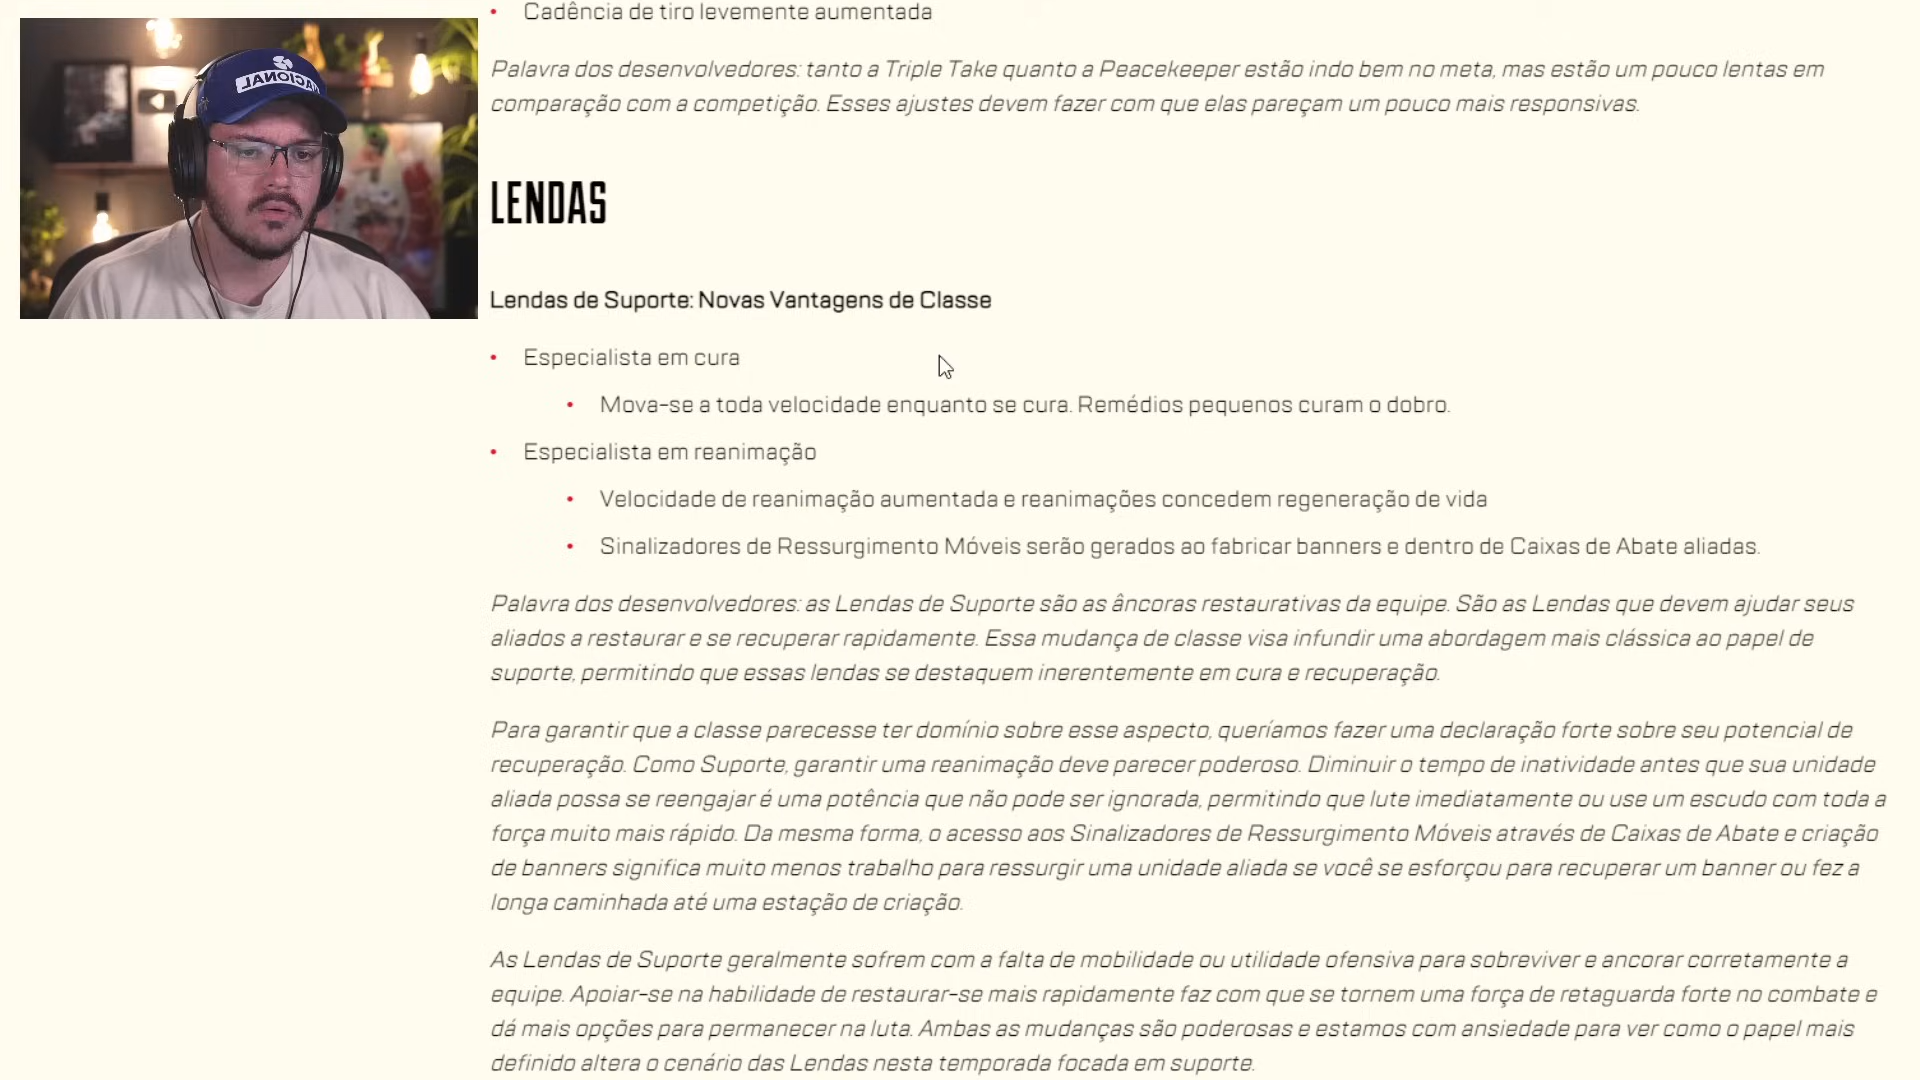 • Cadência de tiro levemente aumentada
Palavra dos desenvolvedores: tanto a Triple Take quanto a Peacekeeper estão indo bem no meta, mas estão um pouco lentas em
comparação com a competição. Esses ajustes devem fazer com que elas pareçam um pouco mais responsivas.
NACIONAL
LENDAS
Lendas de Suporte: Novas Vantagens de Classe
• Especialista em cura
• Mova-se a toda velocidade enquanto se cura. Remédios pequenos curam o dobro.
• Especialista em reanimação
• Velocidade de reanimação aumentada e reanimações concedem regeneração de vida
• Sinalizadores de Ressurgimento Móveis serão gerados ao fabricar banners e dentro de Caixas de Abate aliadas.
Palavra dos desenvolvedores: as Lendas de Suporte são as âncoras restaurativas da equipe. São as Lendas que devem ajudar seus
aliados a restaurar e se recuperar rapidamente. Essa mudança de classe visa infundir uma abordagem mais clássica ao papel de
suporte, permitindo que essas lendas se destaquem inerentemente em cura e recuperação.
Para garantir que a classe parecesse ter domínio sobre esse aspecto, queríamos fazer uma declaração forte sobre seu potencial de
recuperação. Como Suporte, garantir uma reanimação deve parecer poderoso. Diminuir o tempo de inatividade antes que sua unidade
aliada possa se reengajar é uma potência que não pode ser ignorada, permitindo que lute imediatamente ou use um escudo com toda a
força muito mais rápido. Da mesma forma, o acesso aos Sinalizadores de Ressurgimento Móveis através de Caixas de Abate e criação
de banners significa muito menos trabalho para ressurgir uma unidade aliada se você se esforçou para recuperar um banner ou fez a
longa caminhada até uma estação de criação.
As Lendas de Suporte geralmente sofrem com a falta de mobilidade ou utilidade ofensiva para sobreviver e ancorar corretamente a
equipe. Apoiar-se na habilidade de restaurar-se mais rapidamente faz com que se tornem uma força de retaguarda forte no combate e
dá mais opções para permanecer na luta. Ambas as mudanças são poderosas e estamos com ansiedade para ver como o papel mais
definido altera o cenário das Lendas nesta temporada focada em suporte.